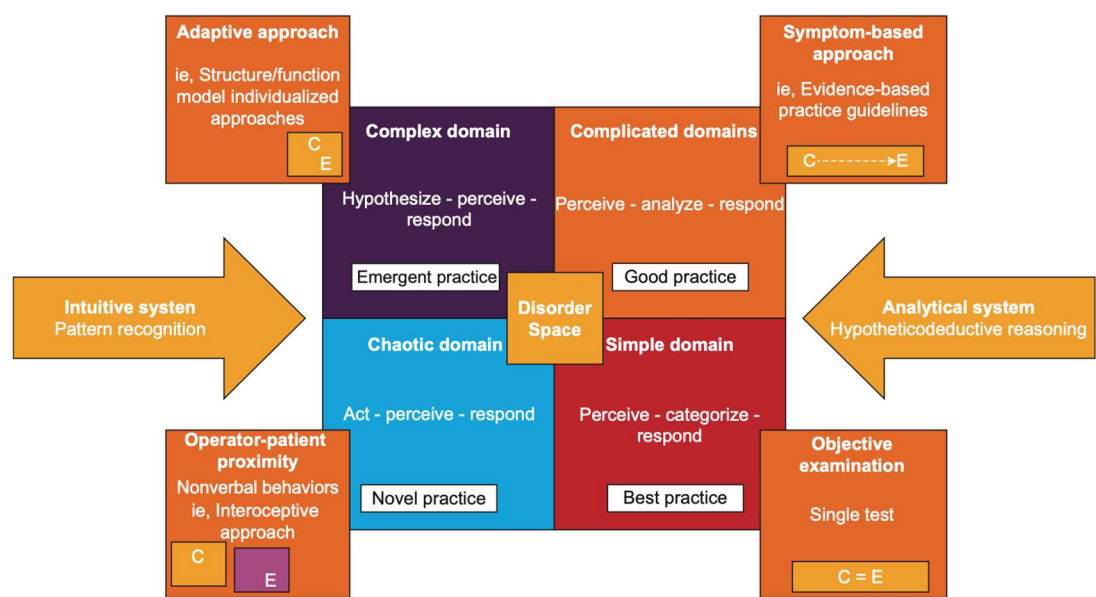 Adaptive approach
ie, Structure/function
model individualized
approaches
C
E
Symptom-based
approach
ie, Evidence-based
practice guidelines
C E
Complex domain
Hypothesize - perceive -
respond
Emergent practice
Complicated domains
Perceive - analyze - respond
Good practice
Intuitive systen
Pattern recognition
Disorder
Space
Analytical system
Hypotheticodeductive reasoning
Chaotic domain
Act - perceive - respond
Novel practice
Simple domain
Perceive - categorize -
respond
Best practice
Operator-patient
proximity
Nonverbal behaviors
ie, Interoceptive
approach
C
E
Objective
examination
Single test
C = E